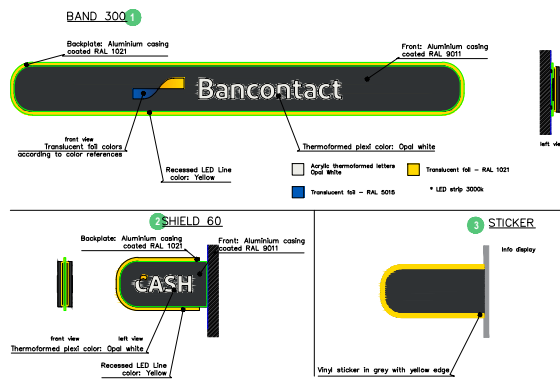 BAND 300 1
Backplate: Aluminium casing
coated RAL 1021
Front: Aluminium casing
coated RAL 9011
Bancontact
front view
Translucent foil colors
according to color references
Thermoformed plexi color: Opal white
left vie
Recessed LED Line
color: Yellow
Acrylic thermoformed letters
Opal White
Translucent foil – RAL 1021
Translucent foil – RAL 5015
* LED strip 3000k
2 SHIELD 60
Backplate: Aluminium casing
coated RAL 1021
Front: Aluminium casing
coated RAL 9011
CASH
front view
left view
Thermoformed plexi color: Opal white
Recessed LED Line
color: Yellow
3 STICKER
Info display
Vinyl sticker in grey with yellow edge